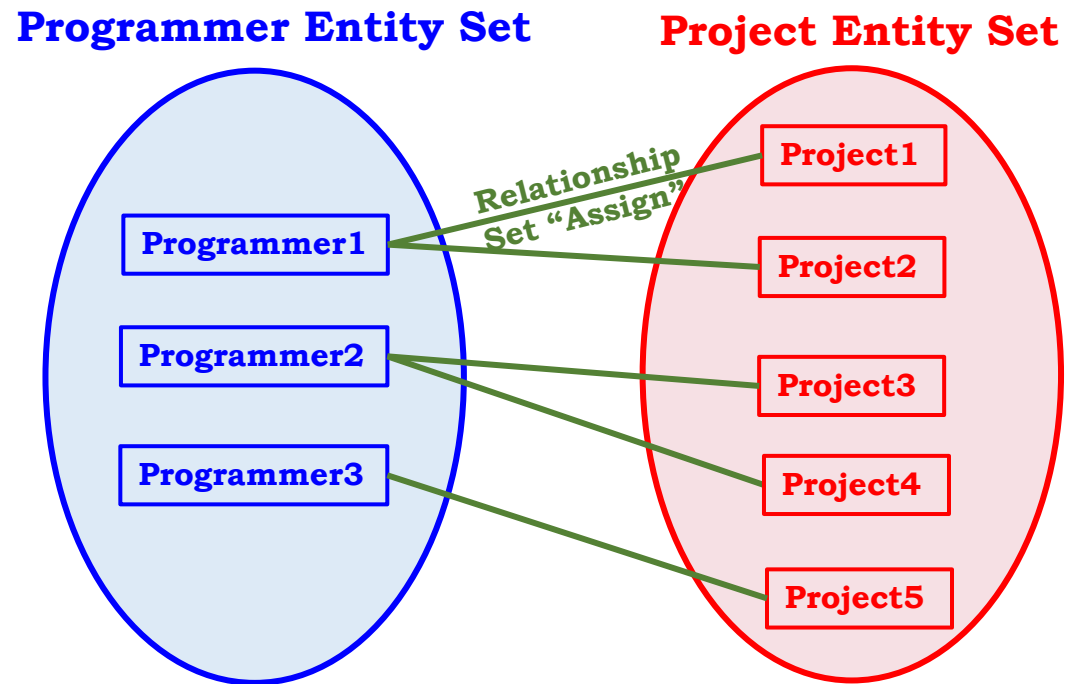 Programmer Entity Set
Project Entity Set
Relationship
Set “Assign”
Programmer1
Programmer2
Programmer3
Project1
Project2
Project3
Project4
Project5